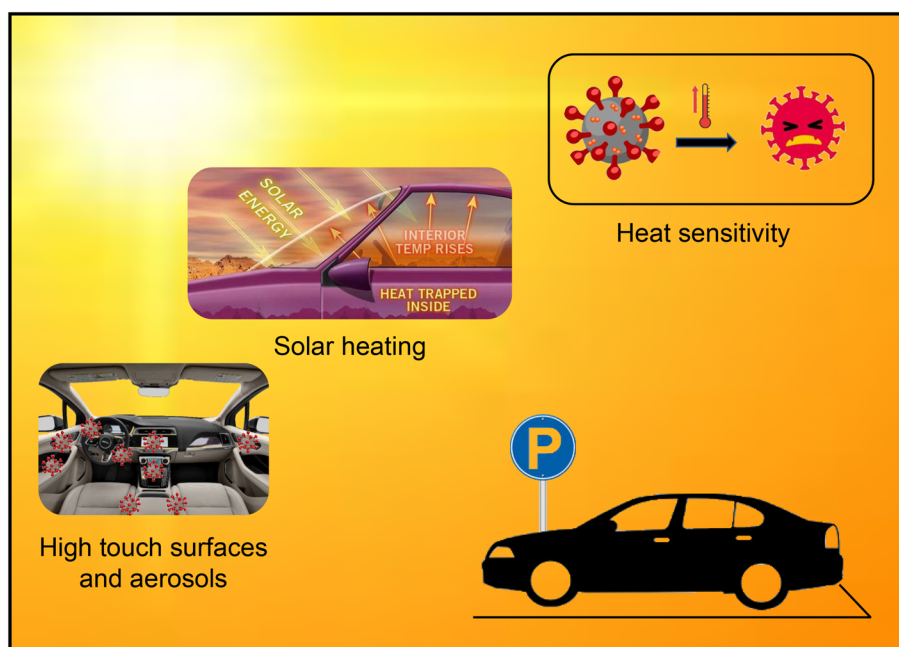 Heat sensitivity
SOLAR
ENERGY
INTERIOR
TEMP RISES
HEAT TRAPPED
INSIDE
Solar heating
High touch surfaces
and aerosols
P